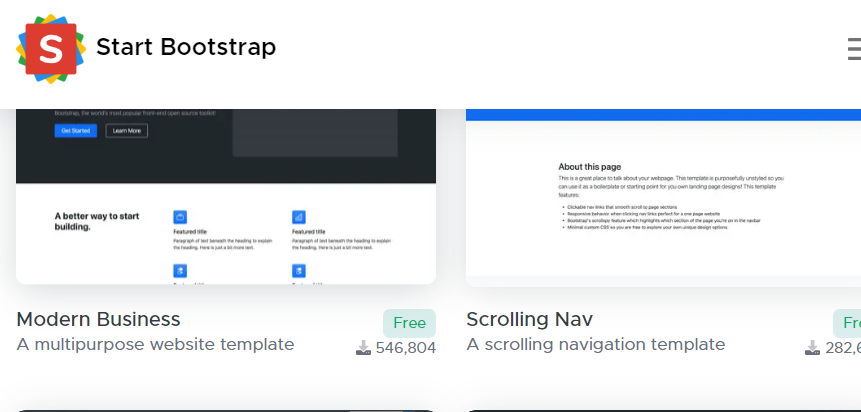 S Start Bootstrap
Bootstrap, the world's most popular front-end open source toolkit!
Get Started Learn More
A better way to start
building.
Featured title
Paragraph of text beneath the heading to explain
the heading. Here is just a bit more text.
Featured title
Paragraph of text beneath the heading to explain
the heading. Here is just a bit more text.
Modern Business
Free
A multipurpose website template
546,804
About this page
This is a great place to talk about your webpage. This template is purposefully unstyled so you
can use it as a boilerplate or starting point for you own landing page designs! This template
features:
• Clickable nav links that smooth scroll to page sections
• Responsive behavior when clicking nav links perfect for a one page website
• Bootstrap's scrollspy feature which highlights which section of the page you're on in the navbar
• Minimal custom CSS so you are free to explore your own unique design options
Scrolling Nav
Fre
A scrolling navigation template
282,6